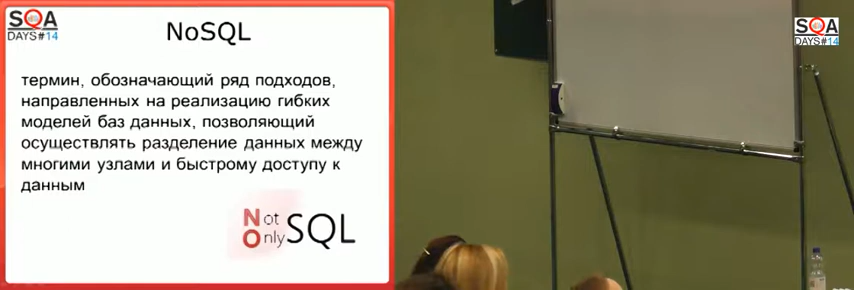 SQA
DAYS#14
NoSQL
термин, обозначающий ряд подходов,
направленных на реализацию гибких
моделей баз данных, позволяющий
осуществлять разделение данных между
многими узлами и быстрому доступу к
данным
Not
Only SQL
SQA
DAYS#14